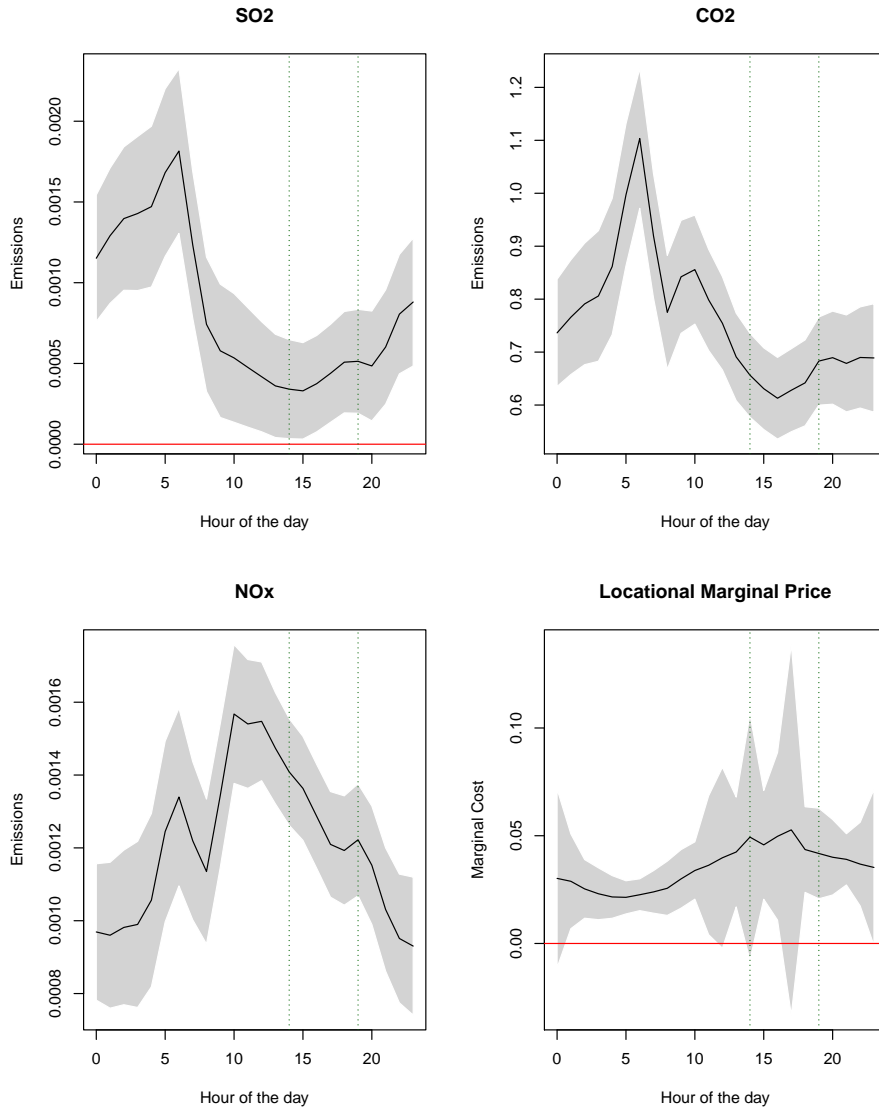 SO2
Emissions
0.0000 0.0005 0.0010 0.0015 0.0020
0 5 10 15 20
Hour of the day
CO2
Emissions
0.6 0.7 0.8 0.9 1.0 1.1 1.2
0 5 10 15 20
Hour of the day
NOx
Emissions
0.0008 0.0010 0.0012 0.0014 0.0016
0 5 10 15 20
Hour of the day
Locational Marginal Price
Marginal Cost
0.00 0.05 0.10
0 5 10 15 20
Hour of the day